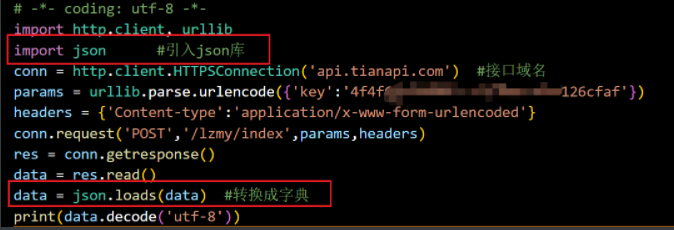 # -*- coding: utf-8 -*-
import http.client, urllib
import json      #引入json库
conn = http.client.HTTPSConnection('api.tianapi.com')  #接口域名
params = urllib.parse.urlencode({'key':'4f4f 126cfaf'})
headers = {'Content-type':'application/x-www-form-urlencoded'}
conn.request('POST','/lzmy/index',params,headers)
res = conn.getresponse()
data = res.read()
data = json.loads(data)  #转换成字典
print(data.decode('utf-8'))